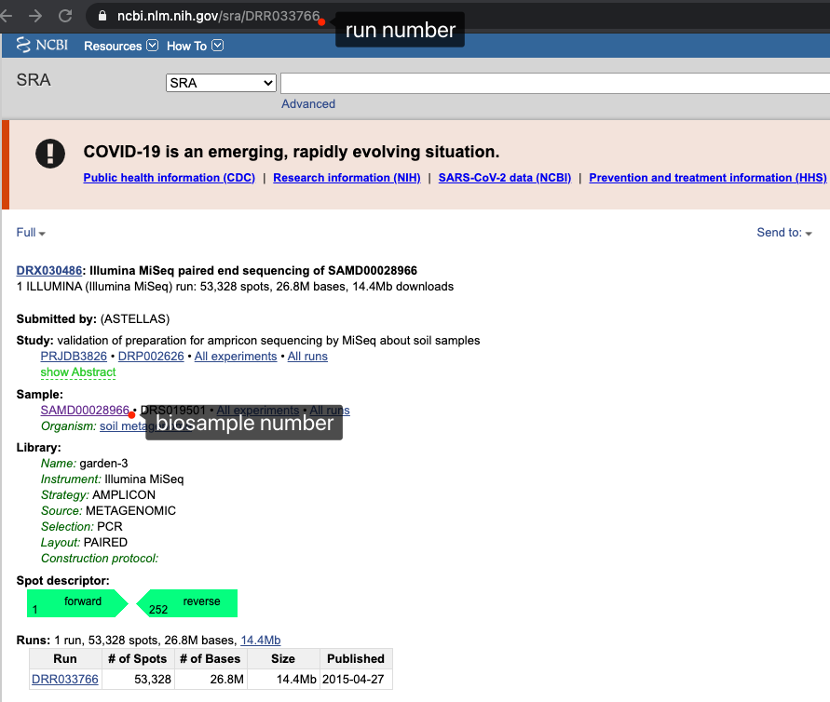 ncbi.nlm.nih.gov/sra/DRR033766
run number
NCBI Resources How To
SRA
SRA
Advanced
COVID-19 is an emerging, rapidly evolving situation.
Public health information (CDC) | Research information (NIH) | SARS-CoV-2 data (NCBI) | Prevention and treatment information (HHS)
Full
Send to:
DRX030486: Illumina MiSeq paired end sequencing of SAMD00028966
1 ILLUMINA (Illumina MiSeq) run: 53,328 spots, 26.8M bases, 14.4Mb downloads
Submitted by: (ASTELLAS)
Study: validation of preparation for ampricon sequencing by MiSeq about soil samples
PRJDB3826 • DRP002626 • All experiments • All runs
show Abstract
Sample:
SAMD00028966 • DRS019501 • All experiments • All runs
biosample number
Organism: soil metag
Library:
Name: garden-3
Instrument: Illumina MiSeq
Strategy: AMPLICON
Source: METAGENOMIC
Selection: PCR
Layout: PAIRED
Construction protocol:
Spot descriptor:
1 forward 252 reverse
Runs: 1 run, 53,328 spots, 26.8M bases, 14.4Mb
Run # of Spots # of Bases Size Published
DRR033766 53,328 26.8M 14.4Mb 2015-04-27